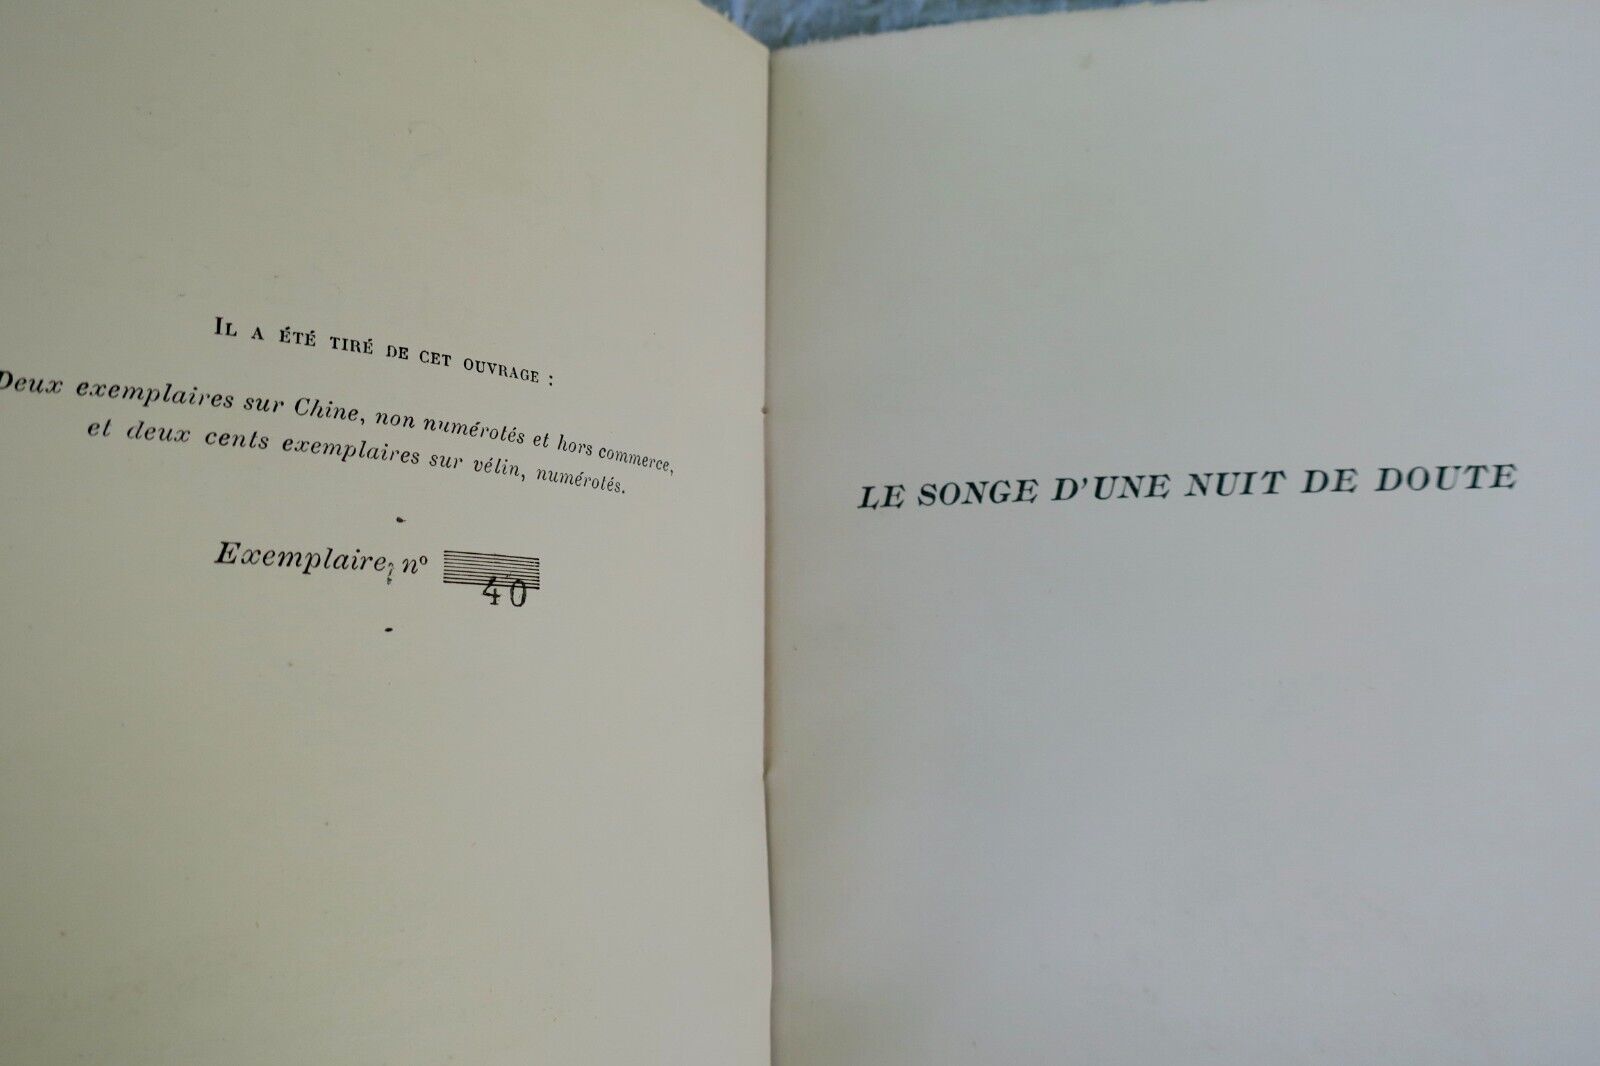 IL A ÉTÉ TIRÉ DE CET OUVRAGE :
Deux exemplaires sur Chine, non numérotés et hors commerce,
et deux cents exemplaires sur vélin, numérotés.
Exemplaire, n° 40
LE SONGE D'UNE NUIT DE DOUTE